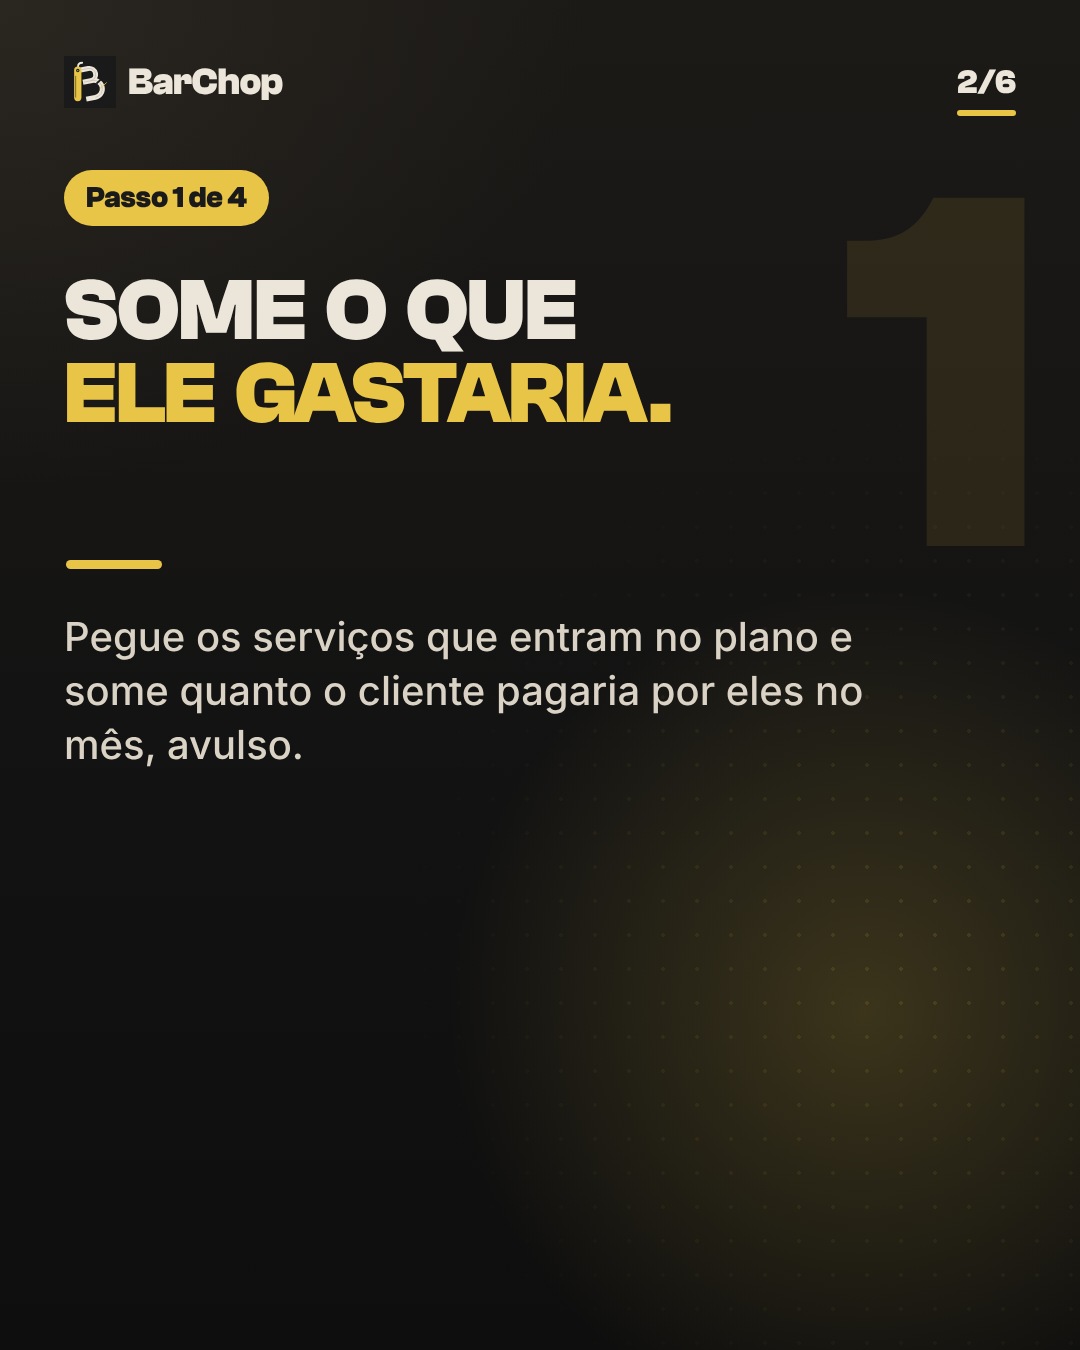 BarChop
2/6
Passo 1 de 4
1
SOME O QUE
ELE GASTARIA.
Pegue os serviços que entram no plano e
some quanto o cliente pagaria por eles no
mês, avulso.